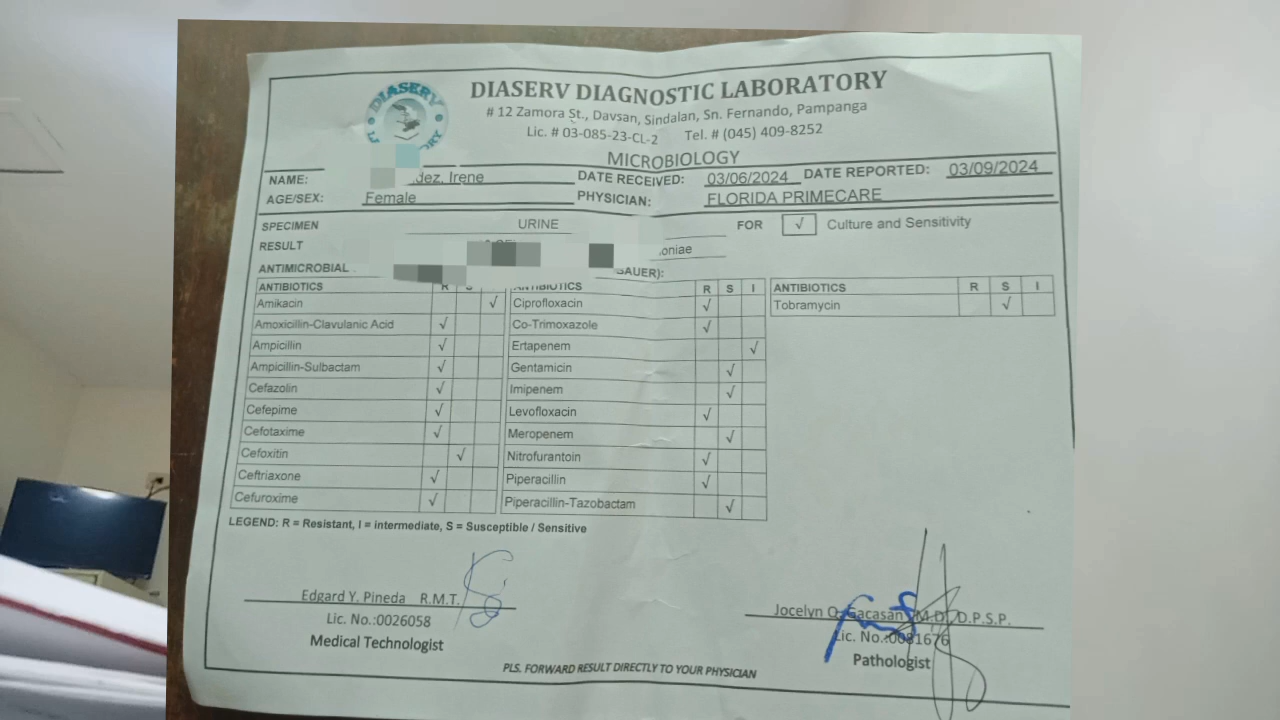 DIASERV
DIASERV DIAGNOSTIC LABORATORY
# 12 Zamora St., Davsan, Sindalan, Sn. Fernando, Pampanga
Lic. # 03-085-23-CL-2 Tel. # (045) 409-8252
MICROBIOLOGY
NAME: dez, Irene DATE RECEIVED: 03/06/2024 DATE REPORTED: 03/09/2024
AGE/SEX: Female PHYSICIAN: FLORIDA PRIMECARE
SPECIMEN URINE FOR √ Culture and Sensitivity
RESULT oniae
ANTIMICROBIAL BAUER):
ANTIBIOTICS R S ANTIBIOTICS R S I ANTIBIOTICS R S I
Amikacin √ Ciprofloxacin √ Tobramycin √
Amoxicillin-Clavulanic Acid √ Co-Trimoxazole √
Ampicillin √ Ertapenem √
Ampicillin-Sulbactam √ Gentamicin √
Cefazolin √ Imipenem √
Cefepime √ Levofloxacin √
Cefotaxime √ Meropenem √
Cefoxitin √ Nitrofurantoin √
Ceftriaxone √ Piperacillin √
Cefuroxime √ Piperacillin-Tazobactam √
LEGEND: R = Resistant, I = intermediate, S = Susceptible / Sensitive
Edgard Y. Pineda R.M.T. Jocelyn O. Gacasan M.D. D.P.S.P.
Lic. No.:0026058 Lic. No.:0081676
Medical Technologist Pathologist
PLS. FORWARD RESULT DIRECTLY TO YOUR PHYSICIAN